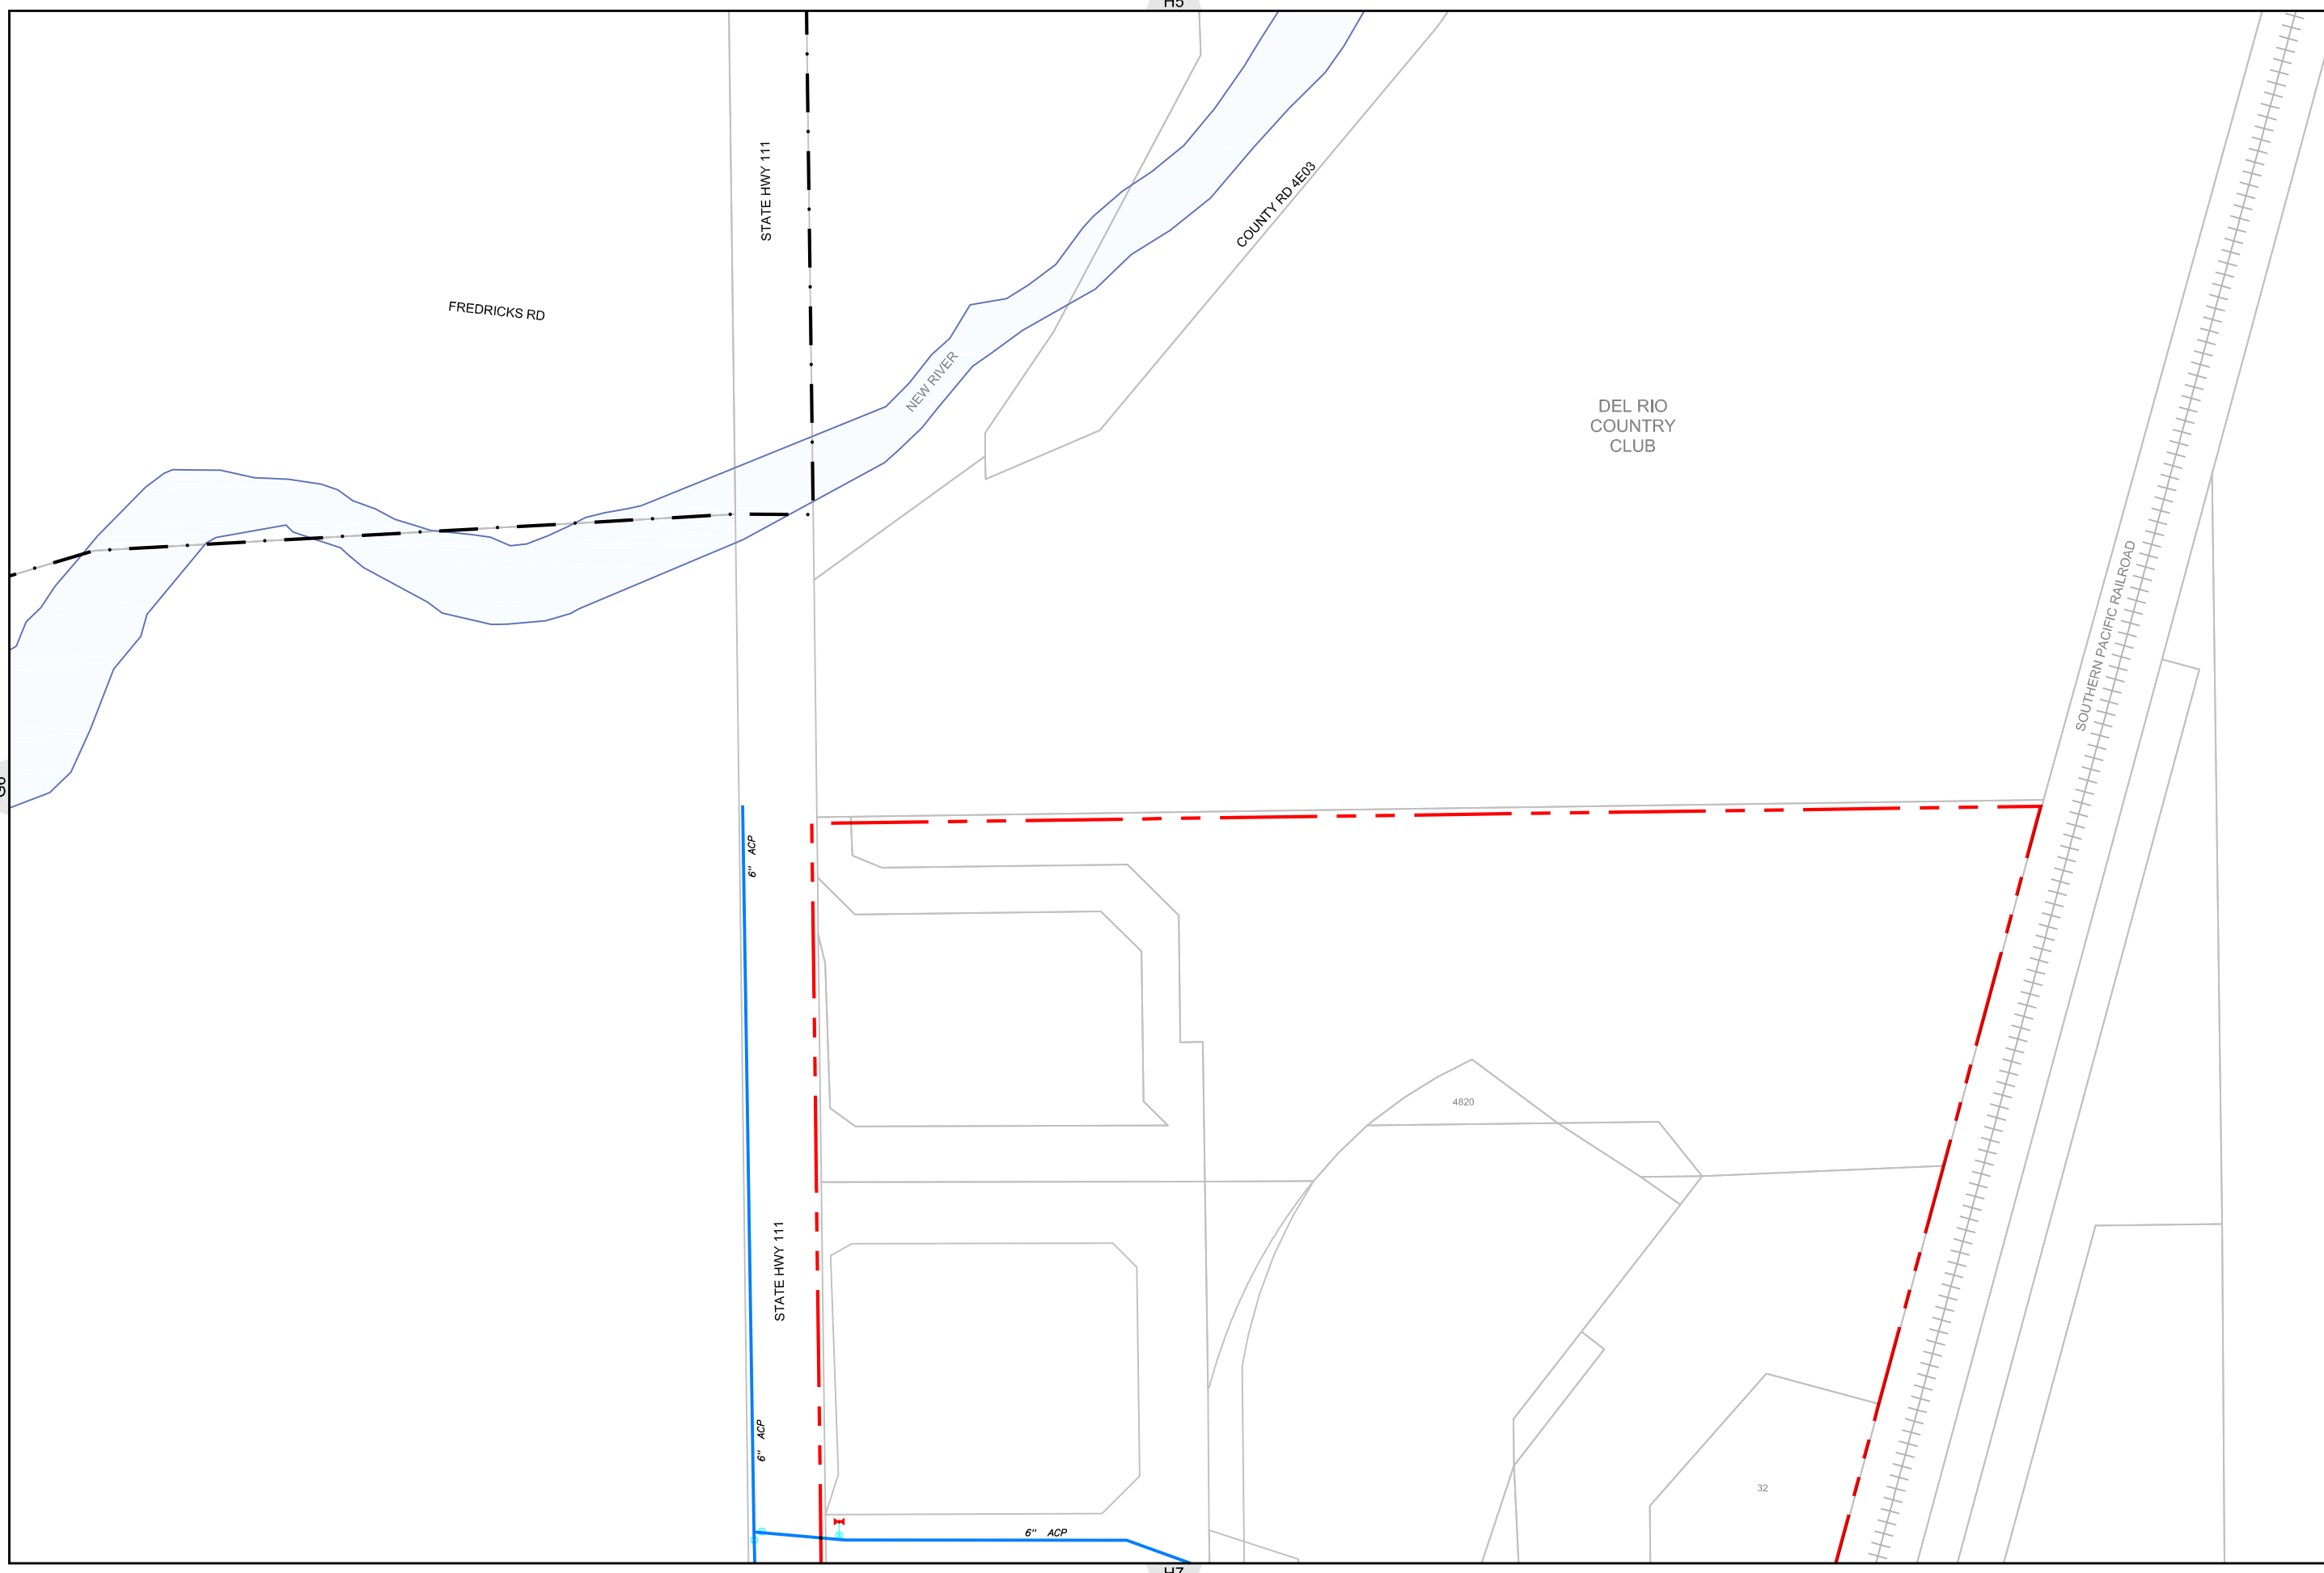 H5
STATE HWY 111
COUNTY RD 4E03
FREDRICKS RD
NEW RIVER
DEL RIO
COUNTRY
CLUB
SOUTHERN PACIFIC RAILROAD
6" ACP
4820
STATE HWY 111
6" ACP
32
6" ACP
H7